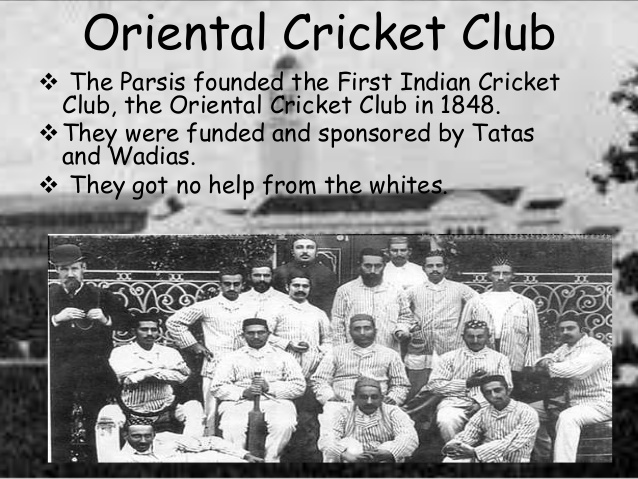 Oriental Cricket Club
❖ The Parsis founded the First Indian Cricket
Club, the Oriental Cricket Club in 1848.
❖ They were funded and sponsored by Tatas
and Wadias.
❖ They got no help from the whites.